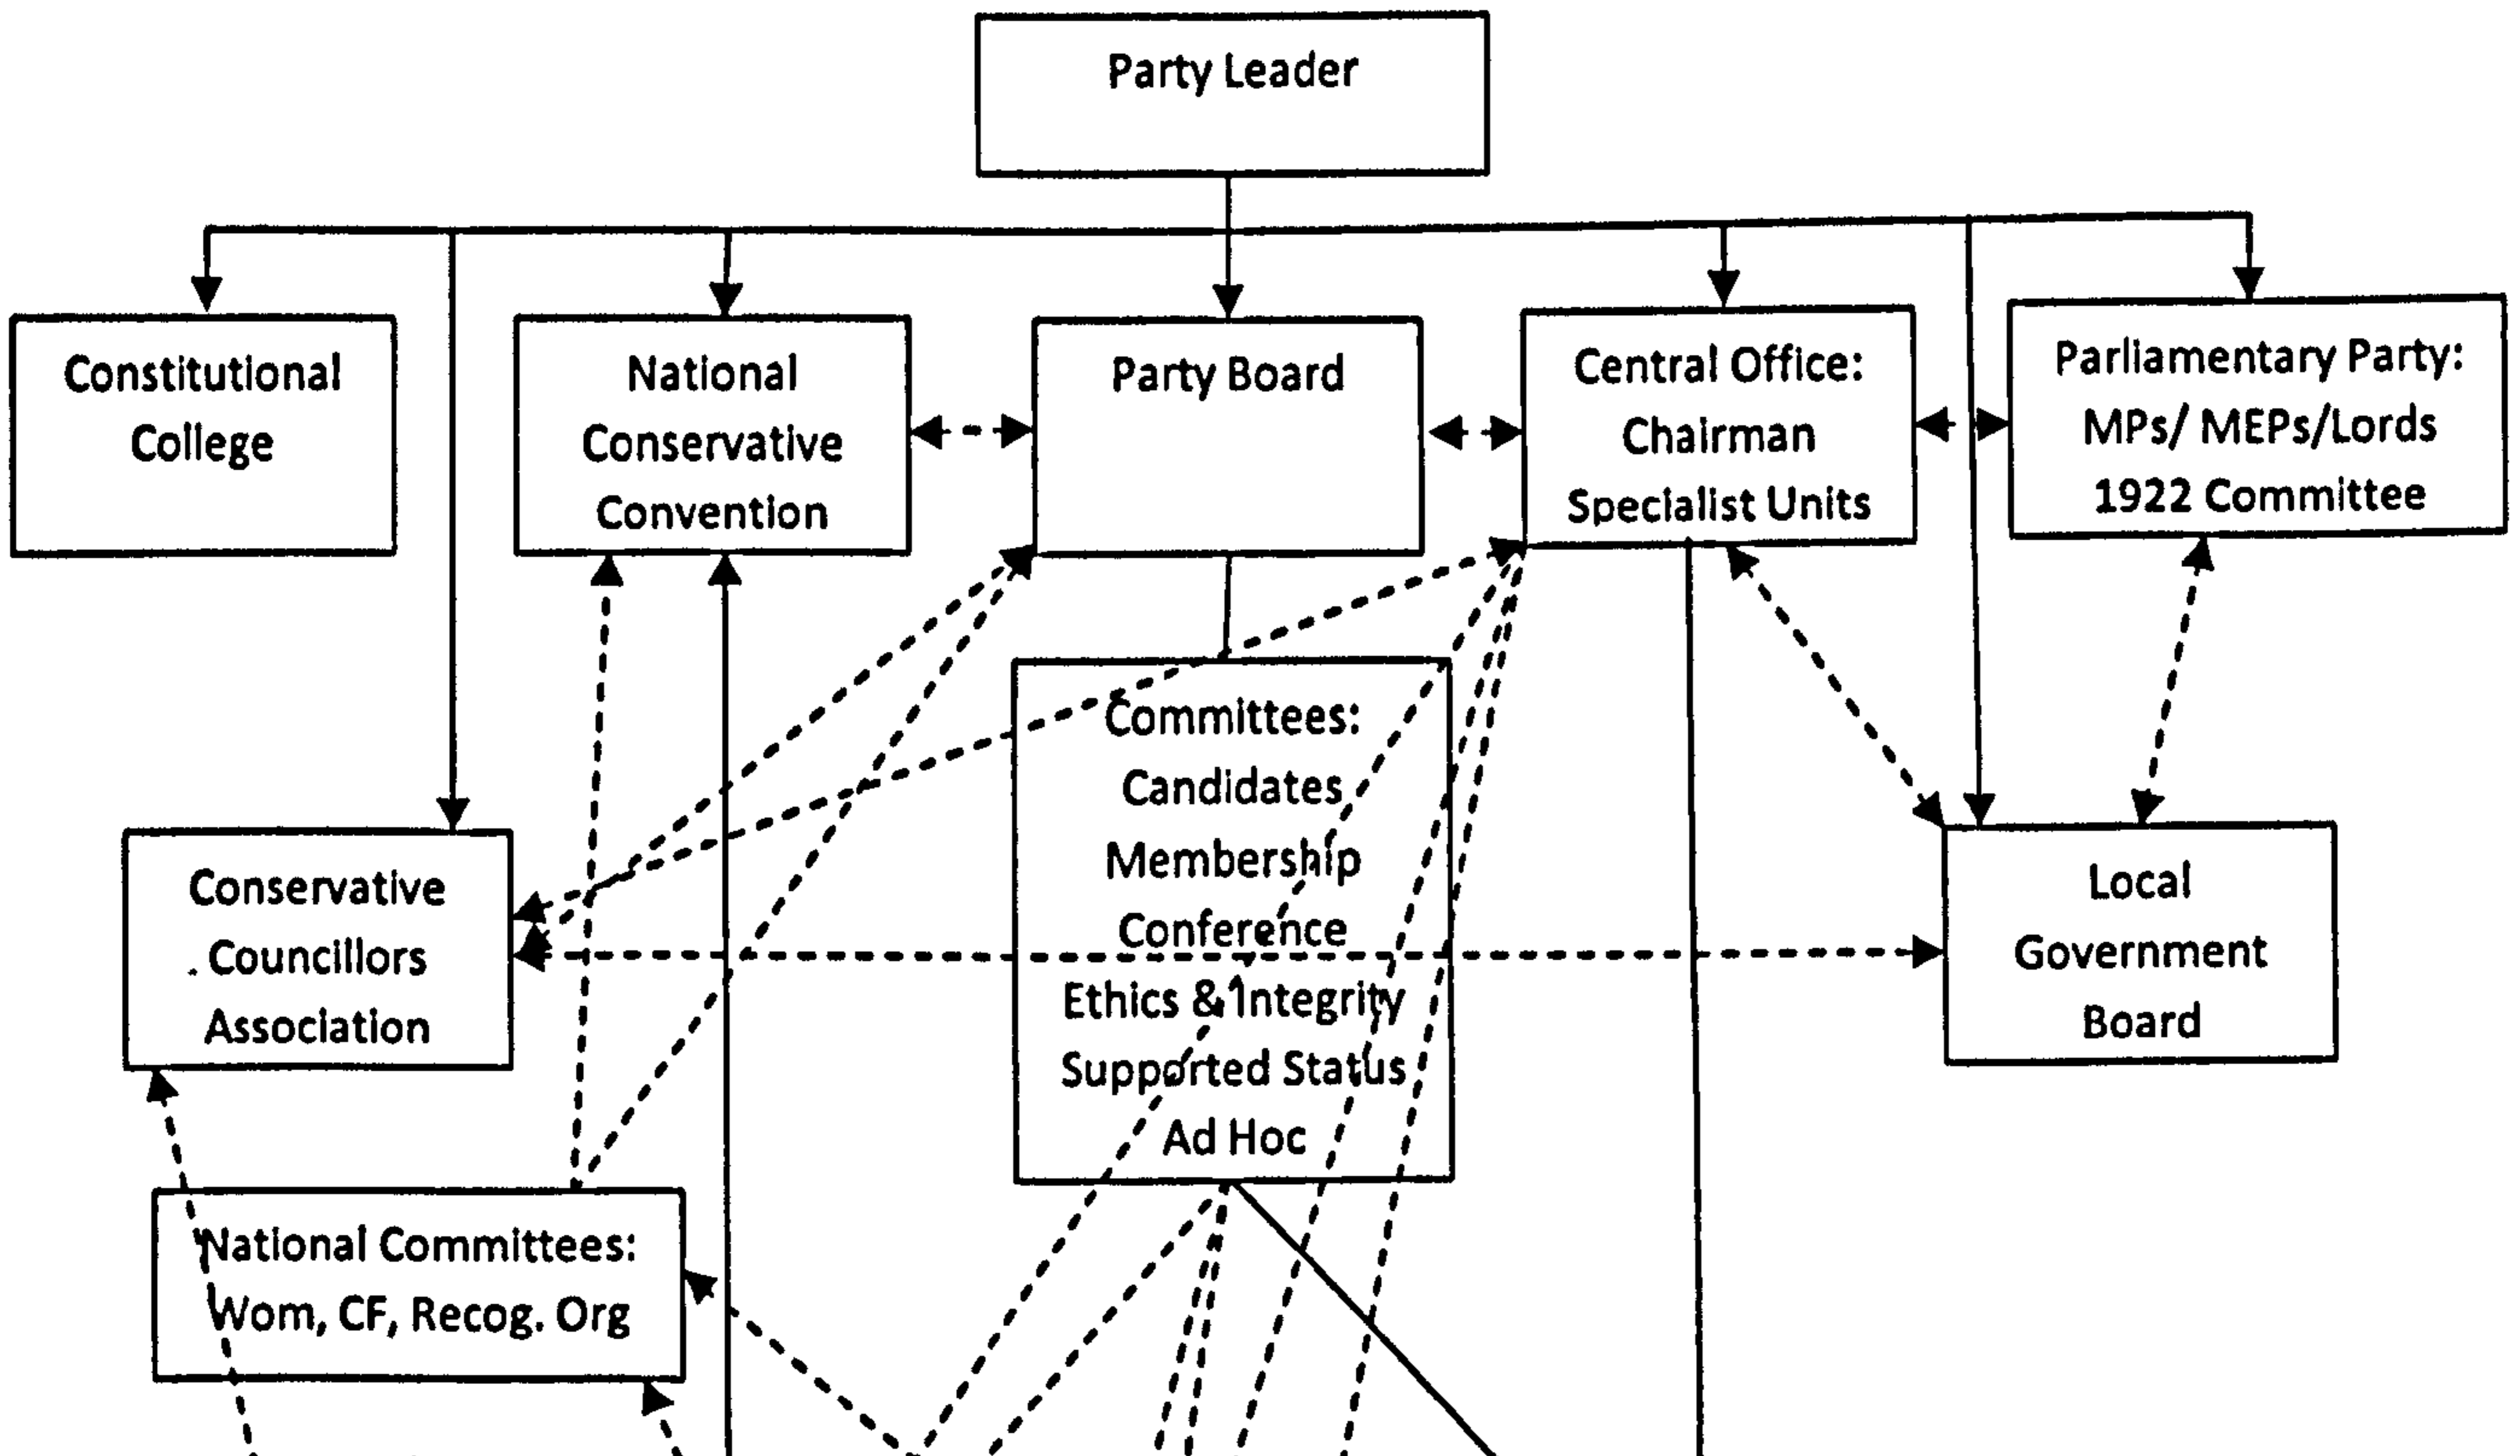 Party Leader
Constitutional
College
National
Conservative
Convention
Party Board
Central Office:
Chairman
Specialist Units
Parliamentary Party:
MPs/ MEPs/Lords
1922 Committee
Committees:
Candidates
Membership
Conference
Ethics & Integrity
Supported Status
Ad Hoc
Conservative
Councillors
Association
Local
Government
Board
National Committees:
Wom, CF, Recog. Org